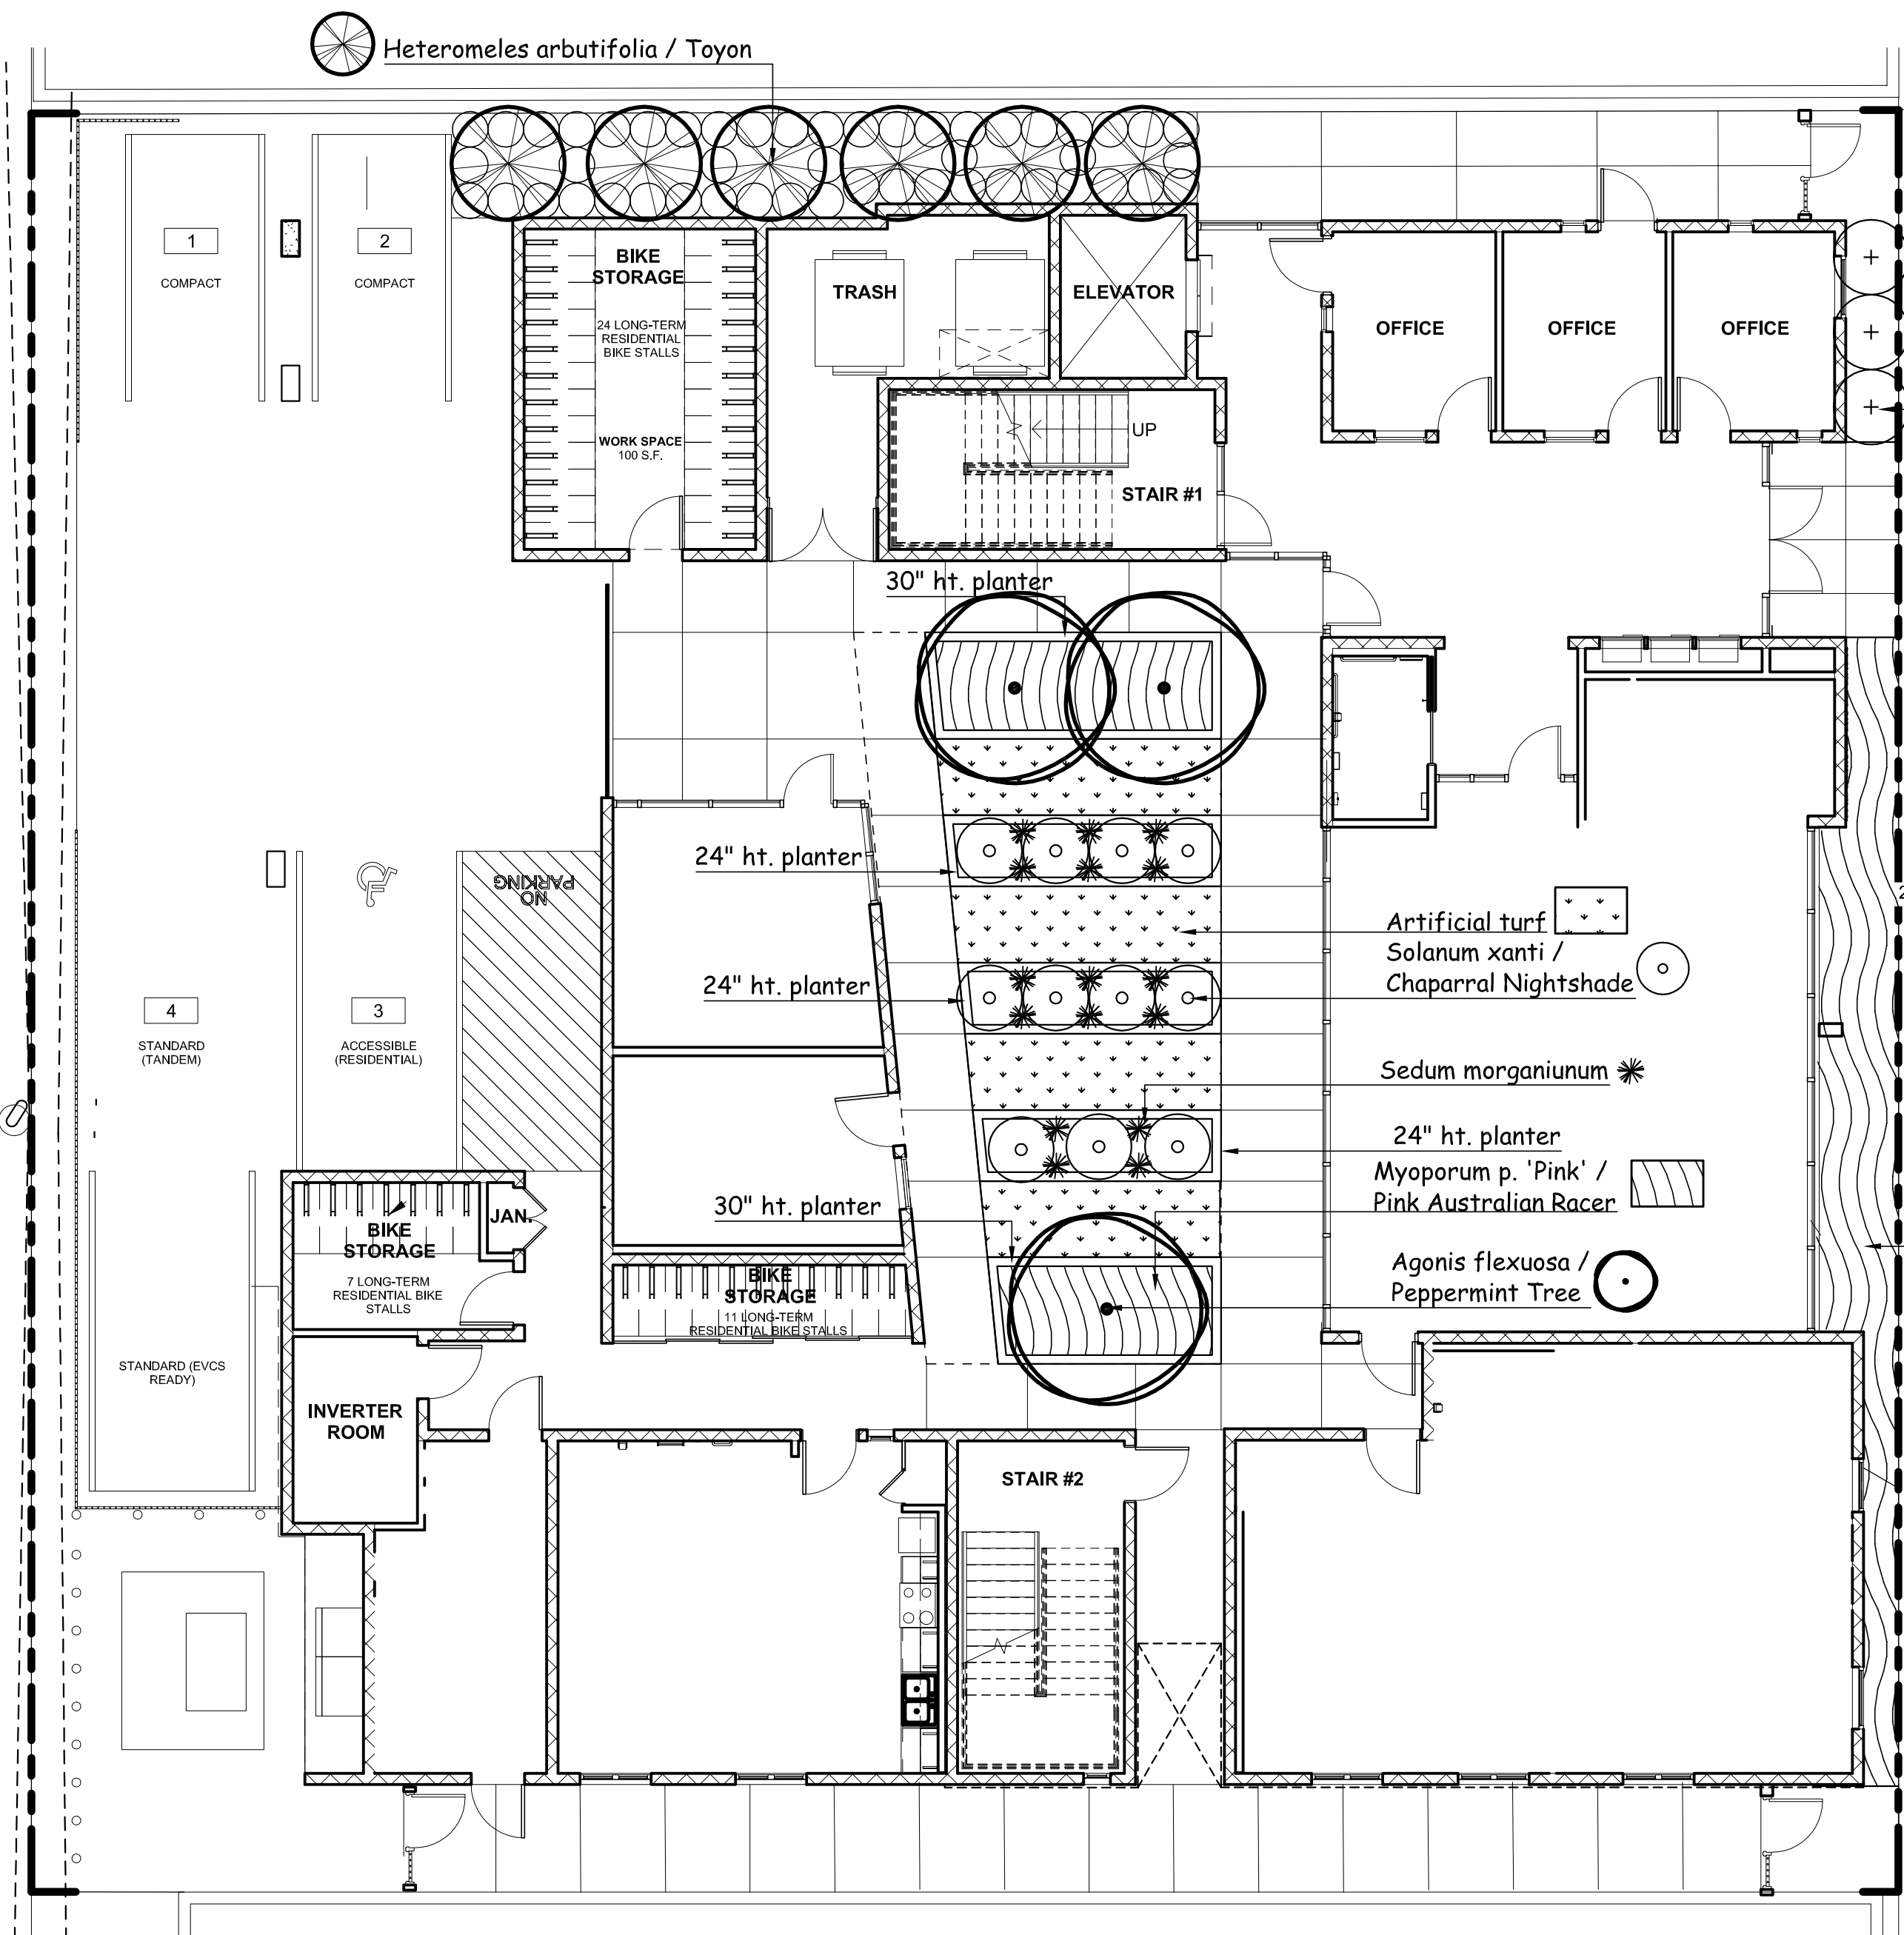 Heteromeles arbutifolia / Toyon
1
COMPACT
2
COMPACT
BIKE
STORAGE
24 LONG-TERM
RESIDENTIAL
BIKE STALLS
WORK SPACE
100 S.F.
TRASH
ELEVATOR
OFFICE
OFFICE
OFFICE
UP
STAIR #1
30" ht. planter
24" ht. planter
NO
PARKING
Artificial turf
Solanum xanti /
Chaparral Nightshade
24" ht. planter
4
STANDARD
(TANDEM)
3
ACCESSIBLE
(RESIDENTIAL)
Sedum morganiunum
24" ht. planter
Myoporum p. 'Pink' /
Pink Australian Racer
30" ht. planter
JAN.
BIKE
STORAGE
7 LONG-TERM
RESIDENTIAL BIKE
STALLS
BIKE
STORAGE
11 LONG-TERM
RESIDENTIAL BIKE STALLS
Agonis flexuosa /
Peppermint Tree
STANDARD (EVCS
READY)
INVERTER
ROOM
STAIR #2